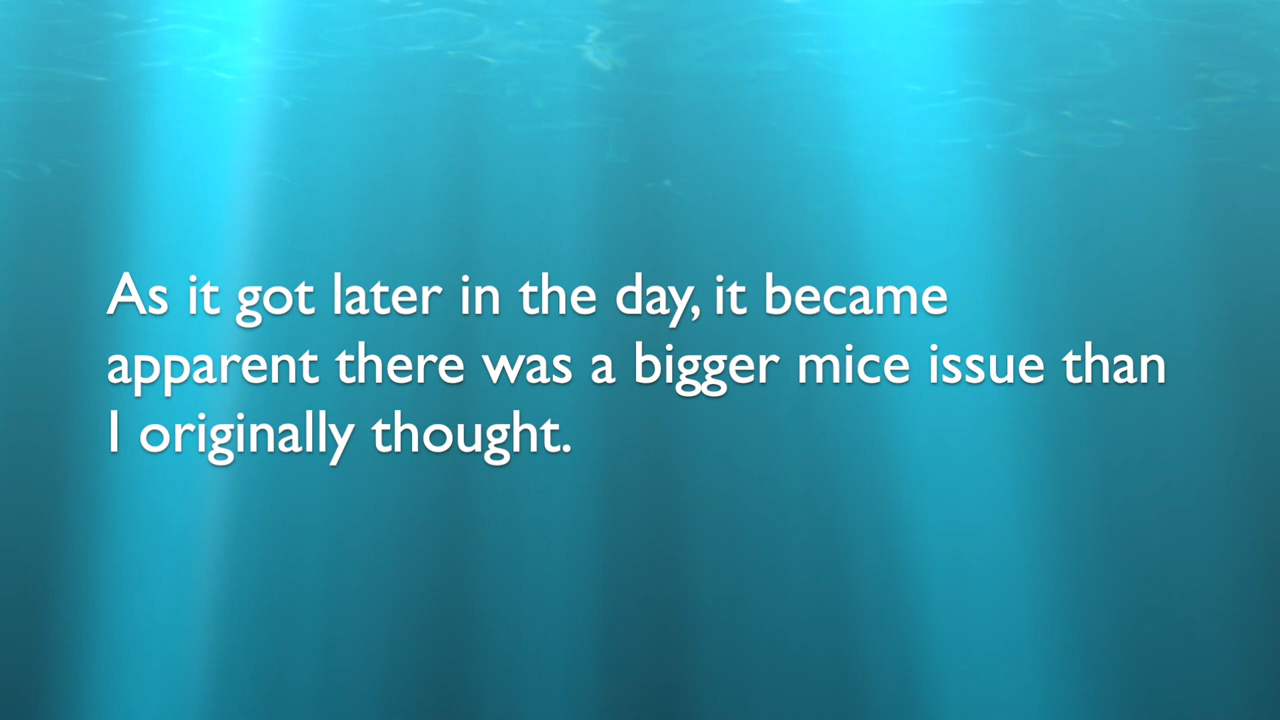 As it got later in the day, it became
apparent there was a bigger mice issue than
I originally thought.